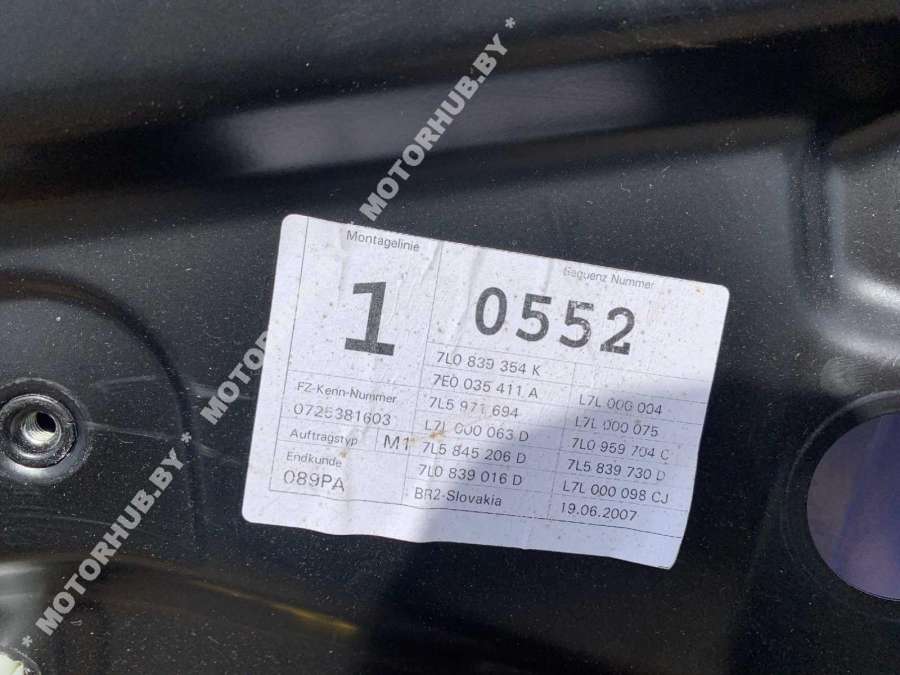 * MOTORHUB.BY *
* MOTORHUB.BY *
Montagelinie
1
Sequenz Nummer
0552
FZ-Kenn-Nummer
0725381603
Auftragstyp M1
Endkunde
089PA
7L0 839 354 K
7E0 035 411 A
7L5 971 694
L7L 000 063 D
7L5 845 206 D
7L0 839 016 D
BR2-Slovakia
L7L 000 004
L7L 000 075
7L0 959 704 C
7L5 839 730 D
L7L 000 098 CJ
19.06.2007